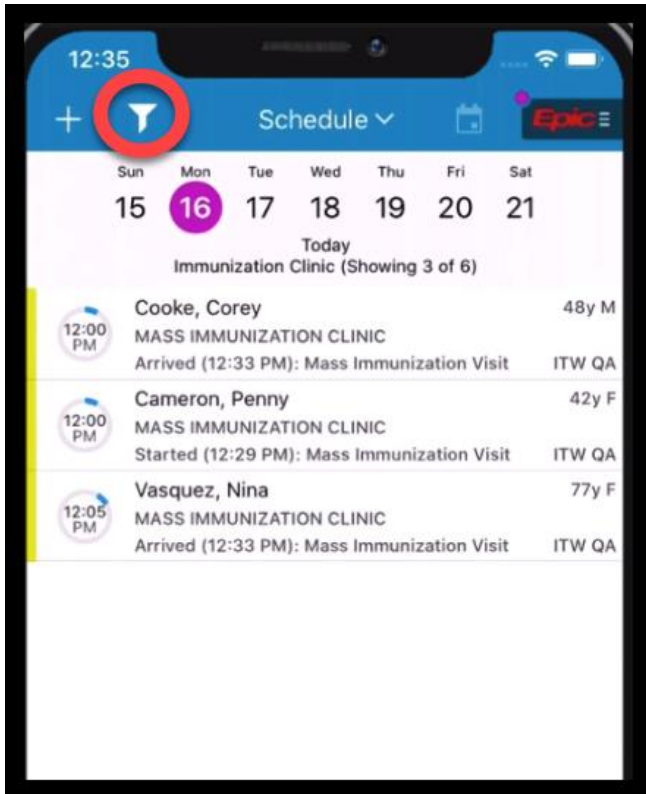 12:35
Schedule
Epic
Sun Mon Tue Wed Thu Fri Sat
15 16 17 18 19 20 21
Today
Immunization Clinic (Showing 3 of 6)
Cooke, Corey 48y M
12:00 PM MASS IMMUNIZATION CLINIC
Arrived (12:33 PM): Mass Immunization Visit ITW QA
Cameron, Penny 42y F
12:00 PM MASS IMMUNIZATION CLINIC
Started (12:29 PM): Mass Immunization Visit ITW QA
Vasquez, Nina 77y F
12:05 PM MASS IMMUNIZATION CLINIC
Arrived (12:33 PM): Mass Immunization Visit ITW QA